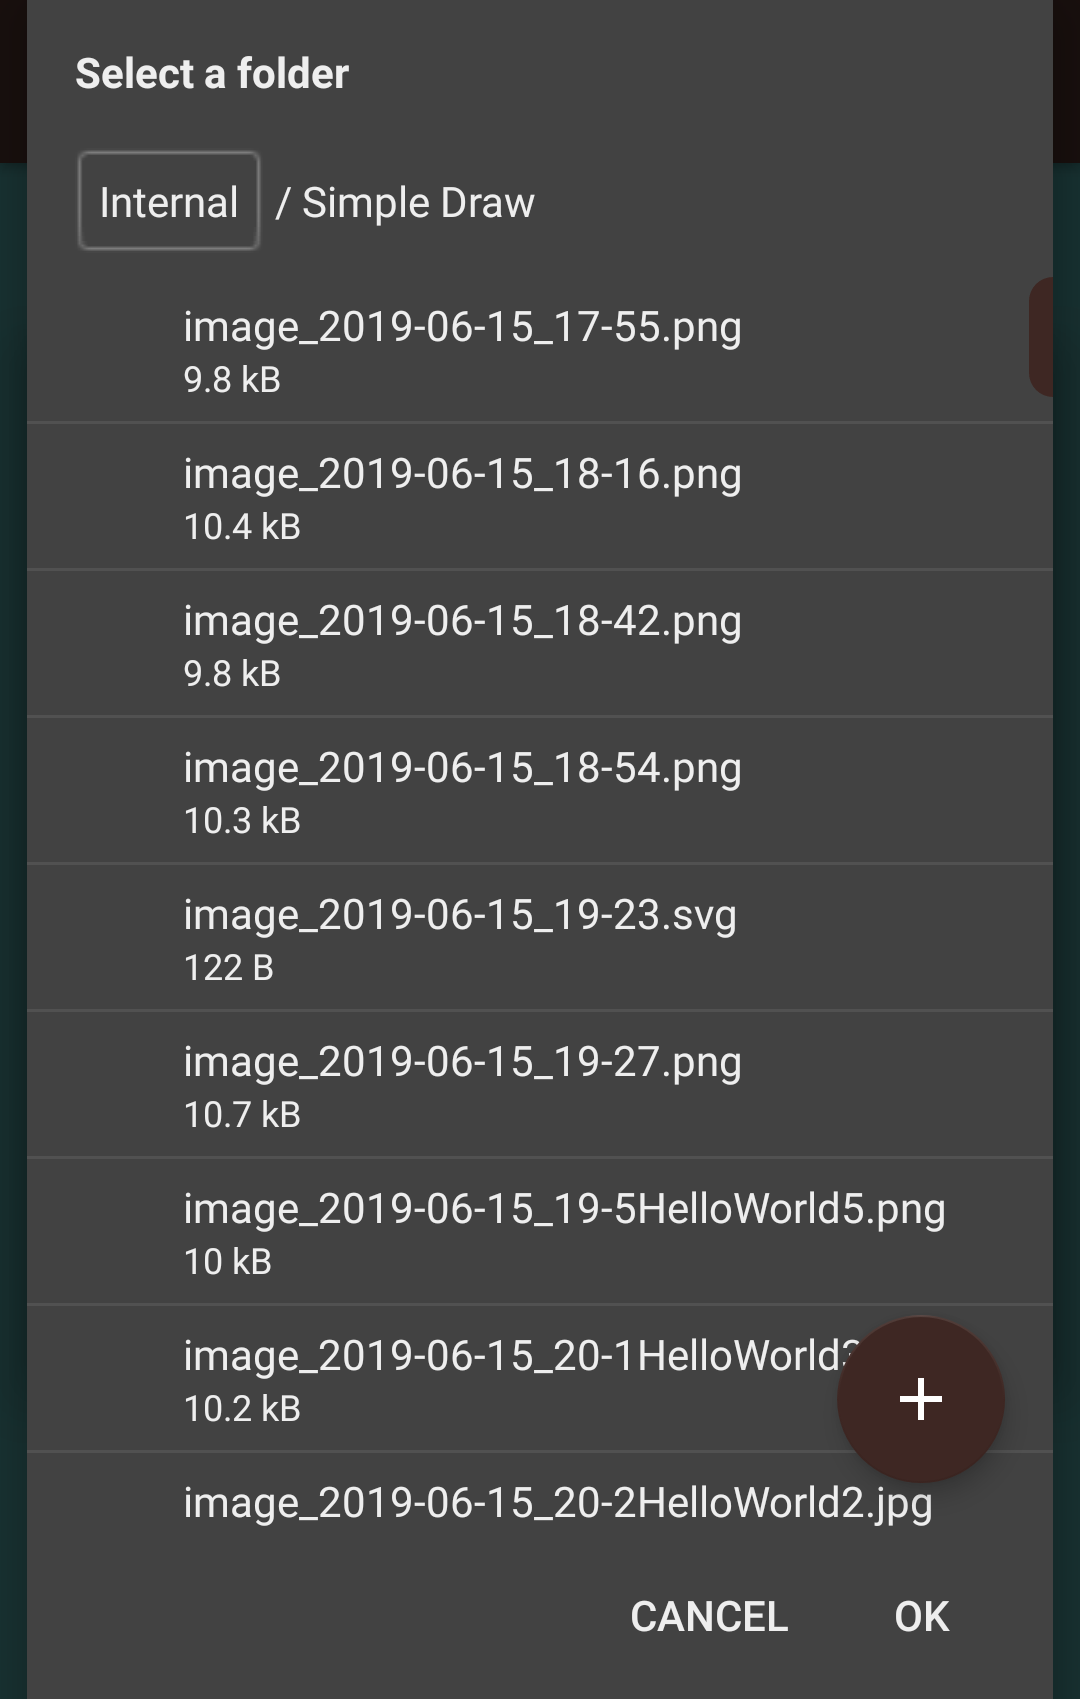 Select a folder
Internal / Simple Draw
image_2019-06-15_17-55.png
9.8 kB
image_2019-06-15_18-16.png
10.4 kB
image_2019-06-15_18-42.png
9.8 kB
image_2019-06-15_18-54.png
10.3 kB
image_2019-06-15_19-23.svg
122 B
image_2019-06-15_19-27.png
10.7 kB
image_2019-06-15_19-5HelloWorld5.png
10 kB
image_2019-06-15_20-1HelloWorld
10.2 kB
image_2019-06-15_20-2HelloWorld2.jpg
CANCEL OK